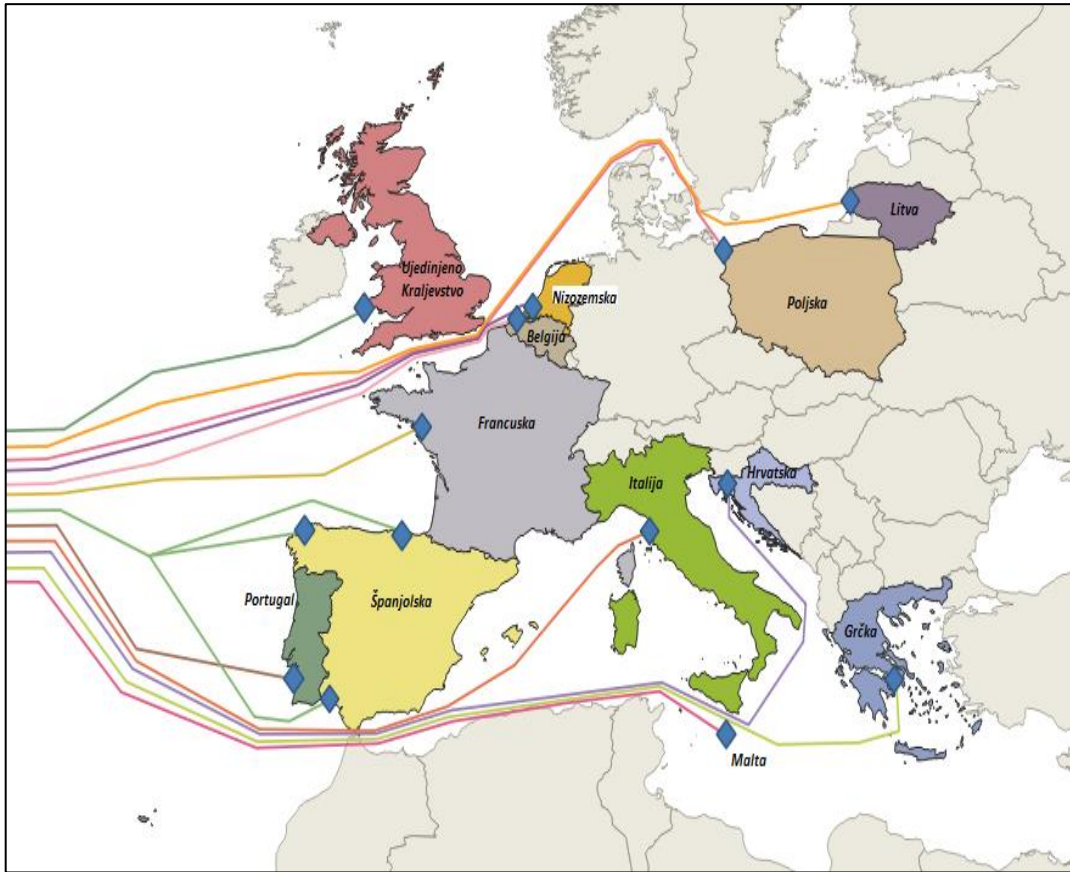 Litva
Ujedinjeno
Kraljevstvo
Nizozemska
Poljska
Belgija
Francuska
Hrvatska
Italija
Portugal
Španjolska
Grčka
Malta